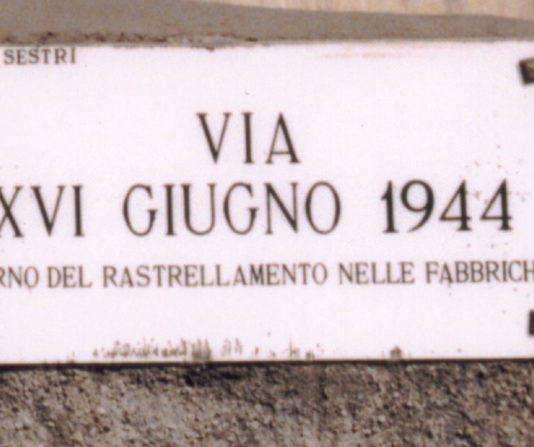 SESTRI
VIA
XVI GIUGNO 1944
RNO DEL RASTRELLAMENTO NELLE FABBRICH